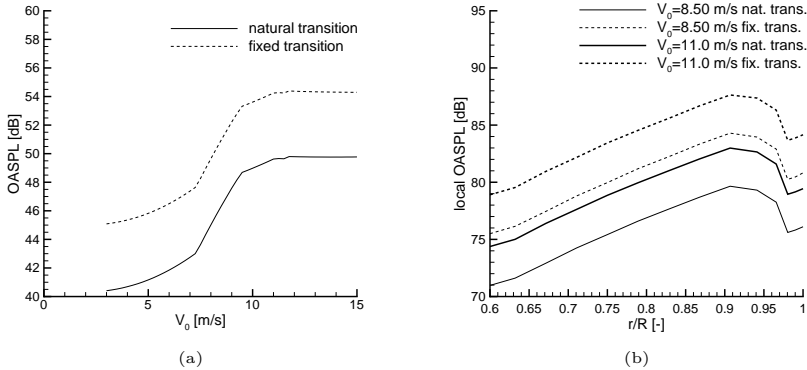 natural transition
fixed transition
OASPL [dB]
60
58
56
54
52
50
48
46
44
42
40
0
5
10
15
V₀ [m/s]
(a)
V₀=8.50 m/s nat. trans.
V₀=8.50 m/s fix. trans.
V₀=11.0 m/s nat. trans.
V₀=11.0 m/s fix. trans.
local OASPL [dB]
95
90
85
80
75
70
0.6
0.65
0.7
0.75
0.8
0.85
0.9
0.95
1
r/R [-]
(b)